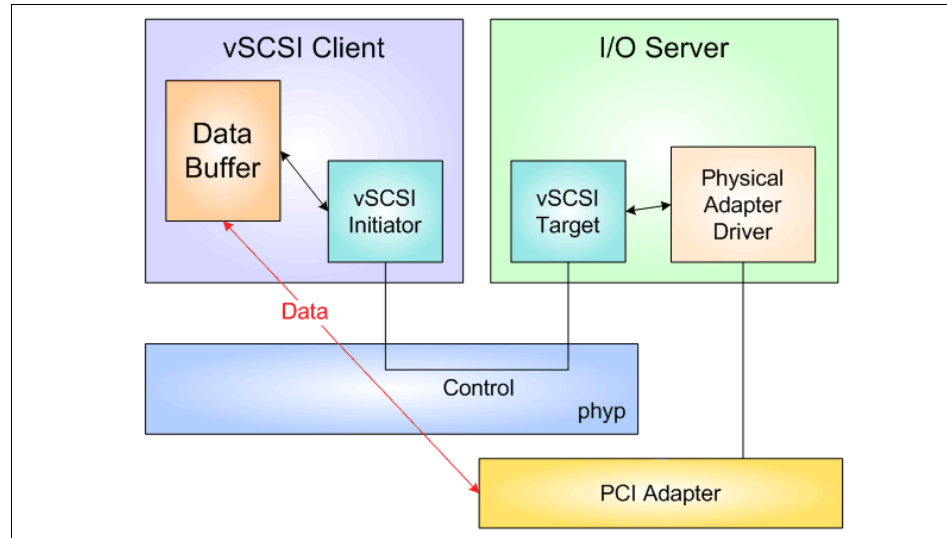 vSCSI Client
I/O Server
Data
Buffer
vSCSI
Initiator
vSCSI
Target
Physical
Adapter
Driver
Data
Control
phyp
PCI Adapter